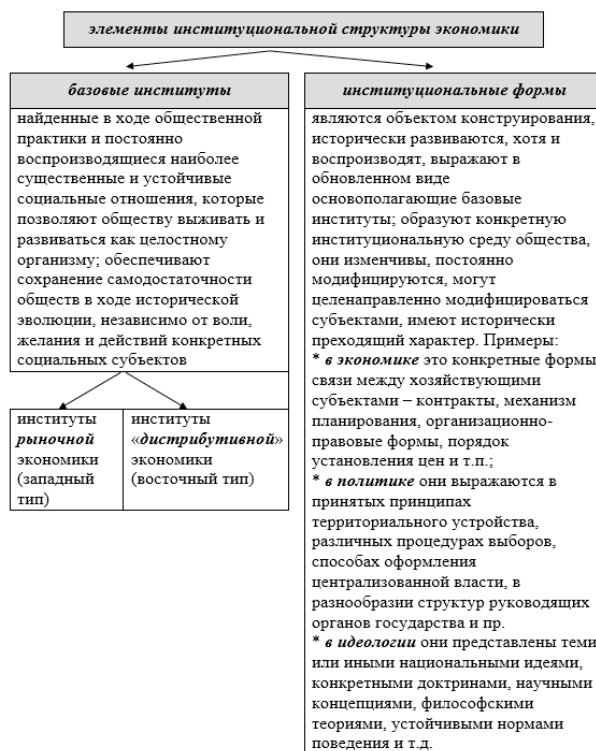 элементы институциональной структуры экономики
базовые институты
найденные в ходе общественной
практики и постоянно
воспроизводящиеся наиболее
существенные и устойчивые
социальные отношения, которые
позволяют обществу выживать и
развиваться как целостному
организму; обеспечивают
сохранение самодостаточности
обществ в ходе исторической
эволюции, независимо от воли,
желания и действий конкретных
социальных субъектов
институты
рыночной
экономики
(западный
тип)
институты
«дистрибутивной»
экономики
(восточный тип)
институциональные формы
являются объектом конструирования,
исторически развиваются, хотя и
воспроизводят, выражают в
обновленном виде
основополагающие базовые
институты; образуют конкретную
институциональную среду общества,
они изменчивы, постоянно
модифицируются, могут
целенаправленно модифицироваться
субъектами, имеют исторически
преходящий характер. Примеры:
* в экономике это конкретные формы
связи между хозяйствующими
субъектами – контракты, механизм
планирования, организационно-
правовые формы, порядок
установления цен и т.п.;
* в политике они выражаются в
принятых принципах
территориального устройства,
различных процедурах выборов,
способах оформления
централизованной власти, в
разнообразии структур руководящих
органов государства и пр.
* в идеологии они представлены теми
или иными национальными идеями,
конкретными доктринами, научными
концепциями, философскими
теориями, устойчивыми нормами
поведения и т.д.